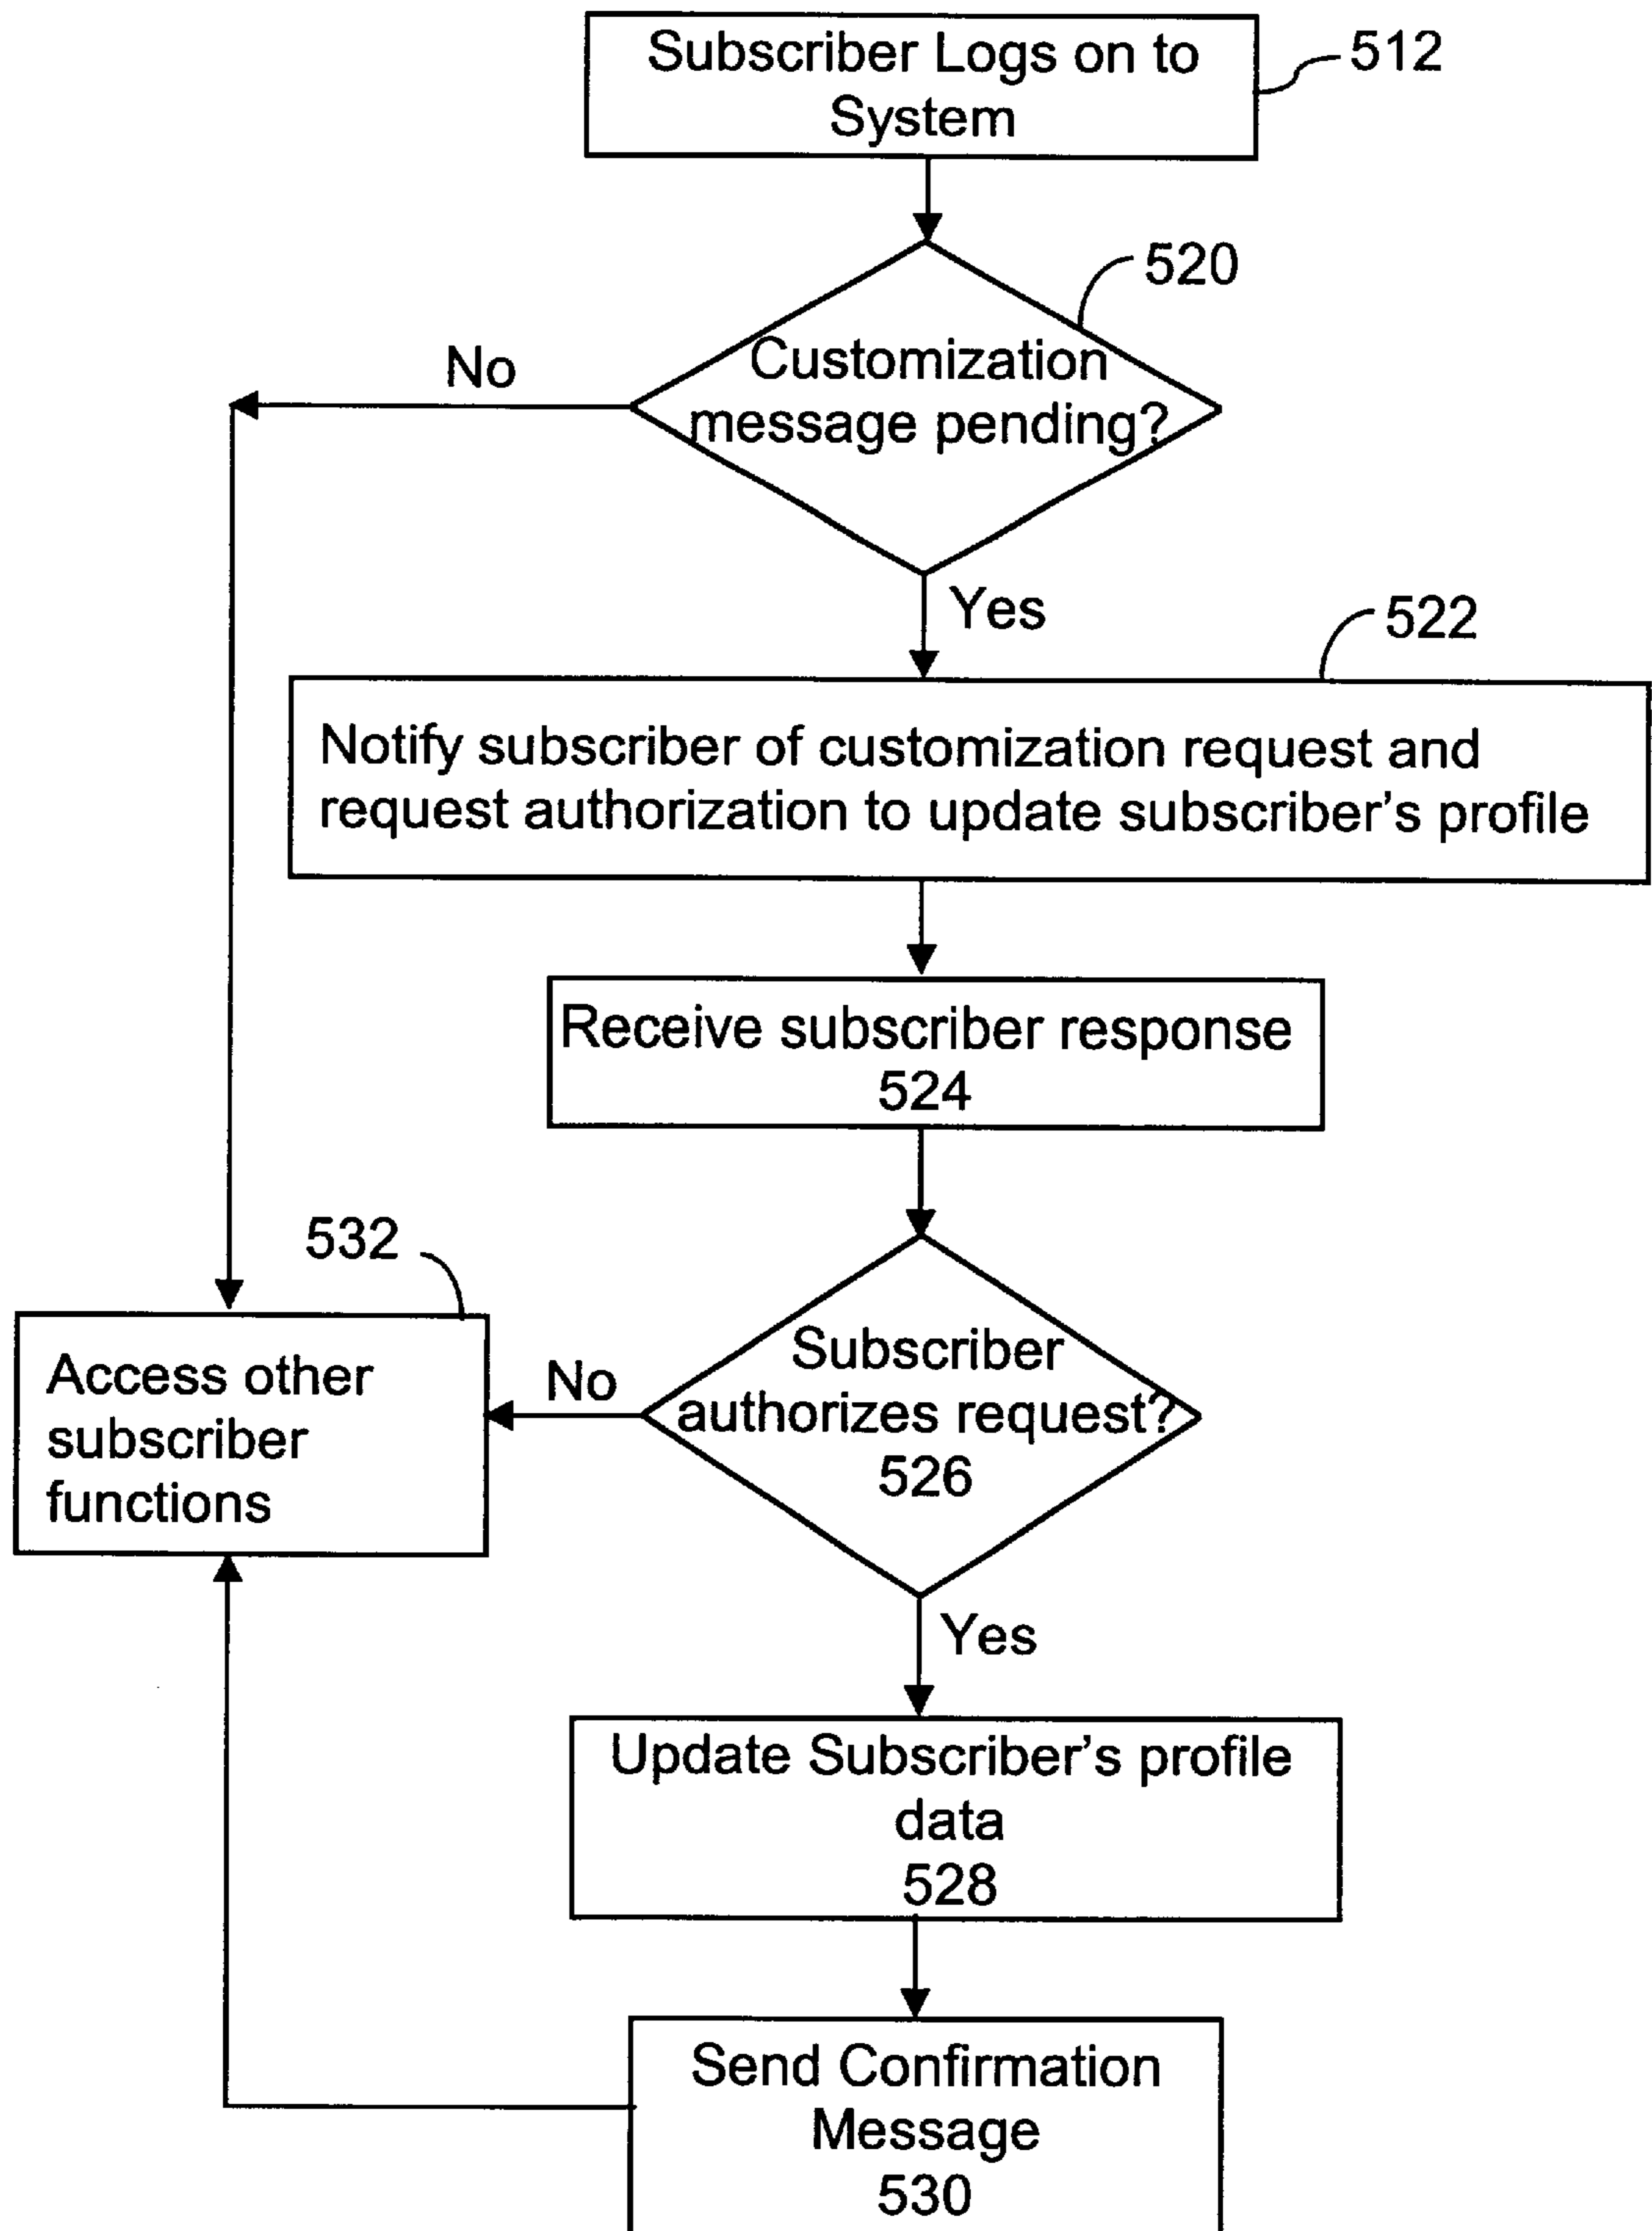 Subscriber Logs on to
System
512
520
Customization
message pending?
No
Yes
522
Notify subscriber of customization request and
request authorization to update subscriber's profile
Receive subscriber response
524
532
Access other
subscriber
functions
No
Subscriber
authorizes request?
526
Yes
Update Subscriber's profile
data
528
Send Confirmation
Message
530